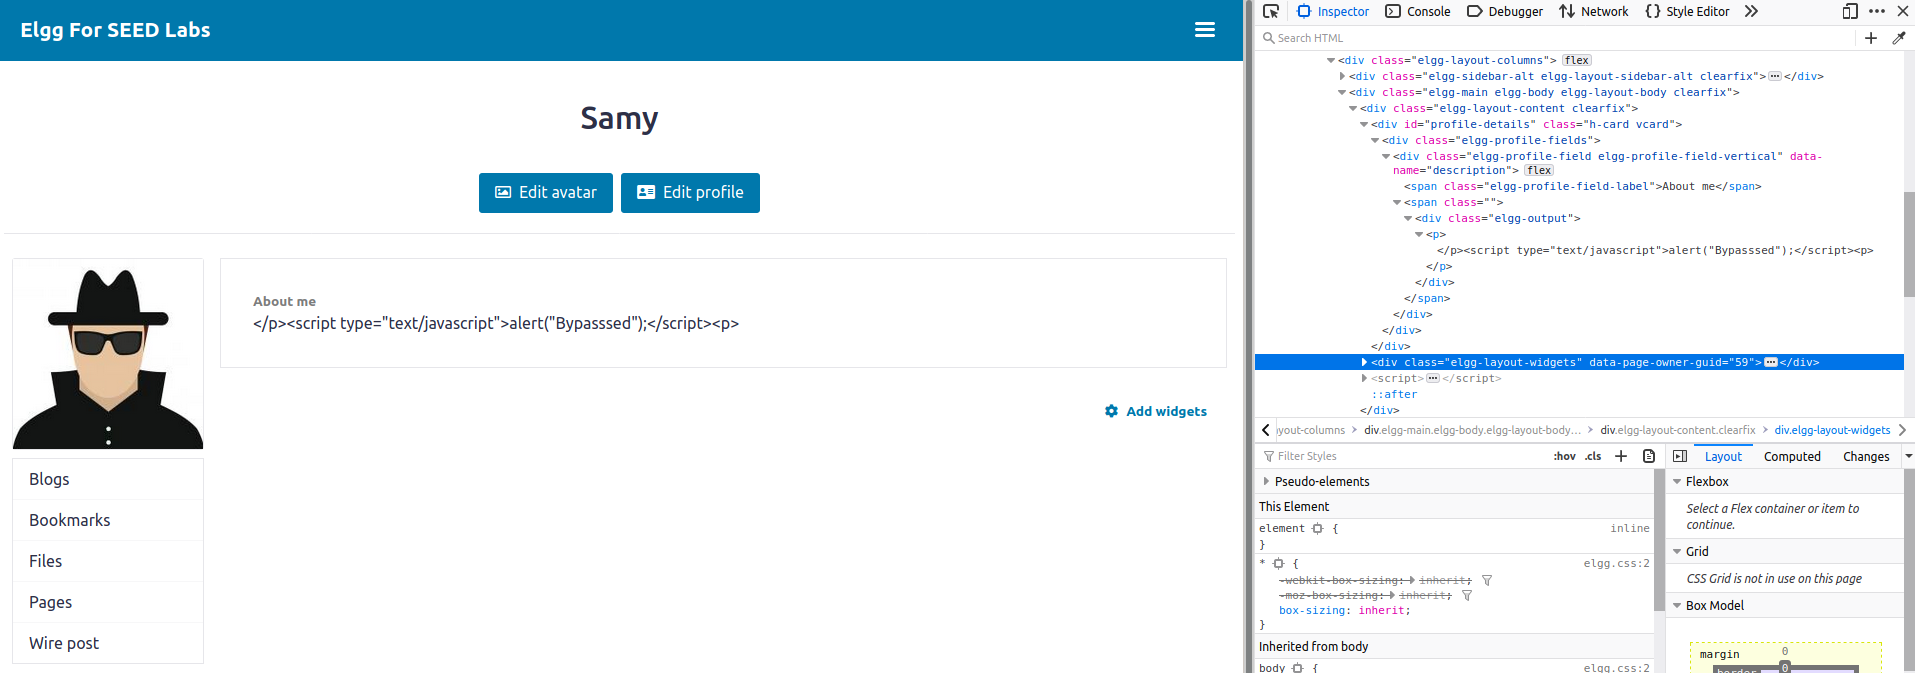 Elgg For SEED Labs
Samy
Edit avatar
Edit profile
About me
</p><script type="text/javascript">alert("Bypasssed");</script><p>
Add widgets
Blogs
Bookmarks
Files
Pages
Wire post
Inspector
Console
Debugger
Network
Style Editor
Search HTML
<div class="elgg-layout-columns"> flex
<div class="elgg-sidebar-alt elgg-layout-sidebar-alt clearfix"></div>
<div class="elgg-main elgg-body elgg-layout-body clearfix">
<div class="elgg-layout-content clearfix">
<div id="profile-details" class="h-card vcard">
<div class="elgg-profile-fields">
<div class="elgg-profile-field elgg-profile-field-vertical" data-
name="description"> flex
<span class="elgg-profile-field-label">About me</span>
<span class="">
<div class="elgg-output">
<p>
</p><script type="text/javascript">alert("Bypasssed");</script><p>
</p>
</div>
</span>
</div>
</div>
</div>
<div class="elgg-layout-widgets" data-page-owner-guid="59"></div>
<script></script>
::after
</div>
yout-columns
div.elgg-main.elgg-body.elgg-layout-body…
div.elgg-layout-content.clearfix
div.elgg-layout-widgets
Filter Styles
:hov .cls
Layout
Computed
Changes
Pseudo-elements
This Element
element {
inline
}
* {
elgg.css:2
-webkit-box-sizing: inherit;
-moz-box-sizing: inherit;
box-sizing: inherit;
}
Inherited from body
body {
elgg.css:2
Flexbox
Select a Flex container or item to
continue.
Grid
CSS Grid is not in use on this page
Box Model
margin
0
border
0